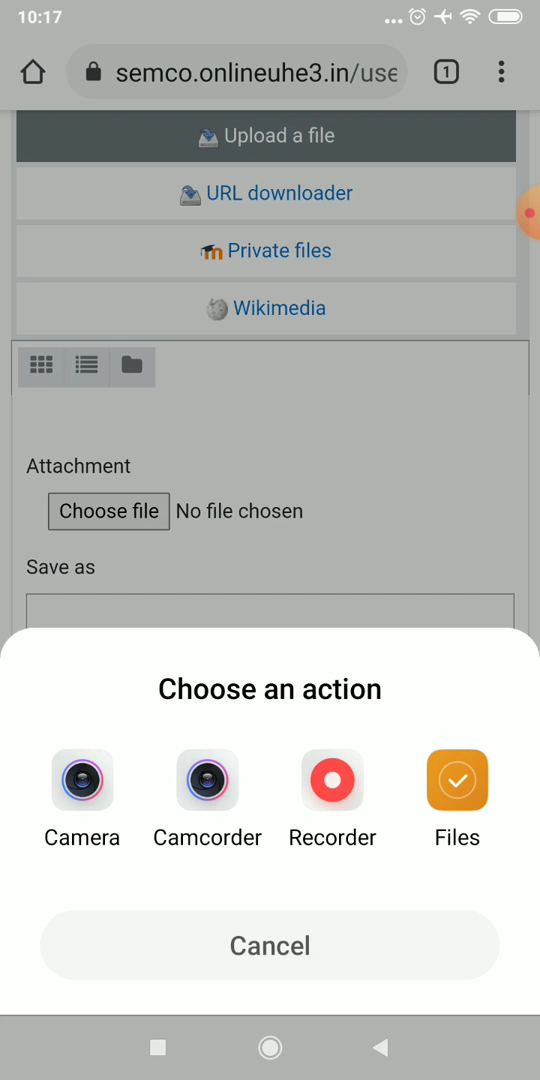 10:17
semco.onlineuhe3.in/use
1
Upload a file
URL downloader
Private files
Wikimedia
Attachment
Choose file No file chosen
Save as
Choose an action
Camera Camcorder Recorder Files
Cancel